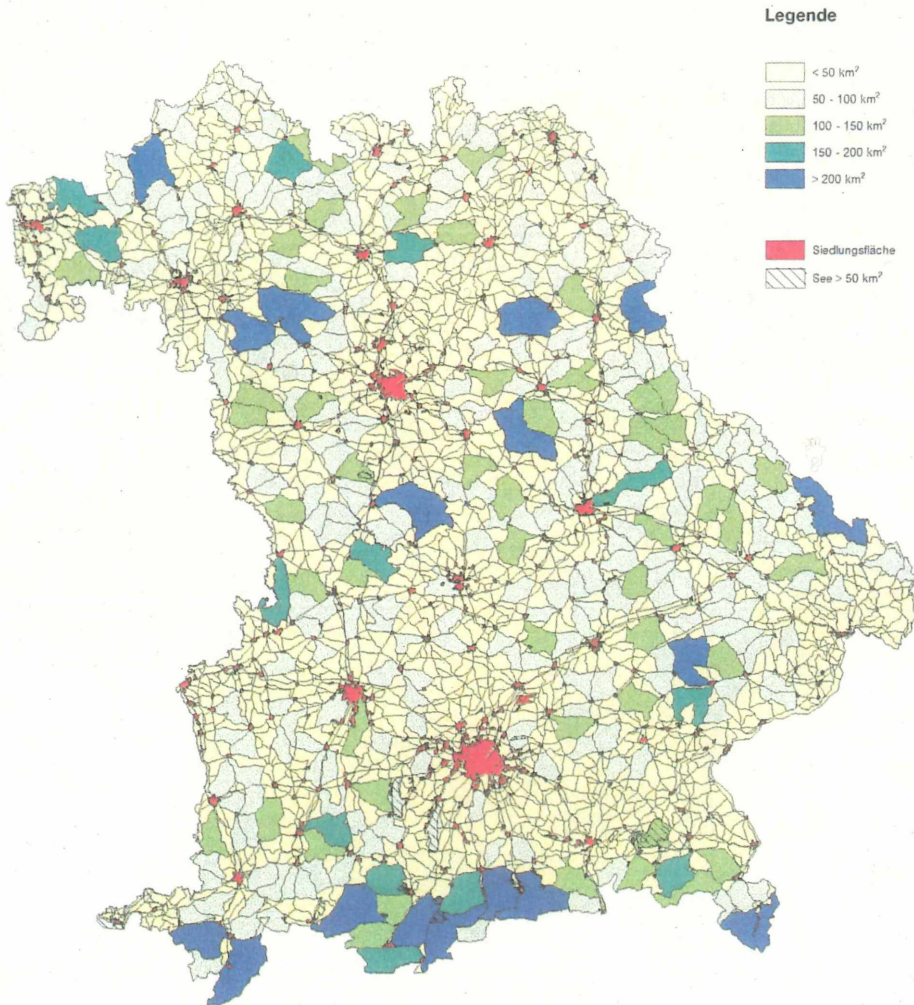 Legende
< 50 km²
50 - 100 km²
100 - 150 km²
150 - 200 km²
> 200 km²
Siedlungsfläche
See > 50 km²